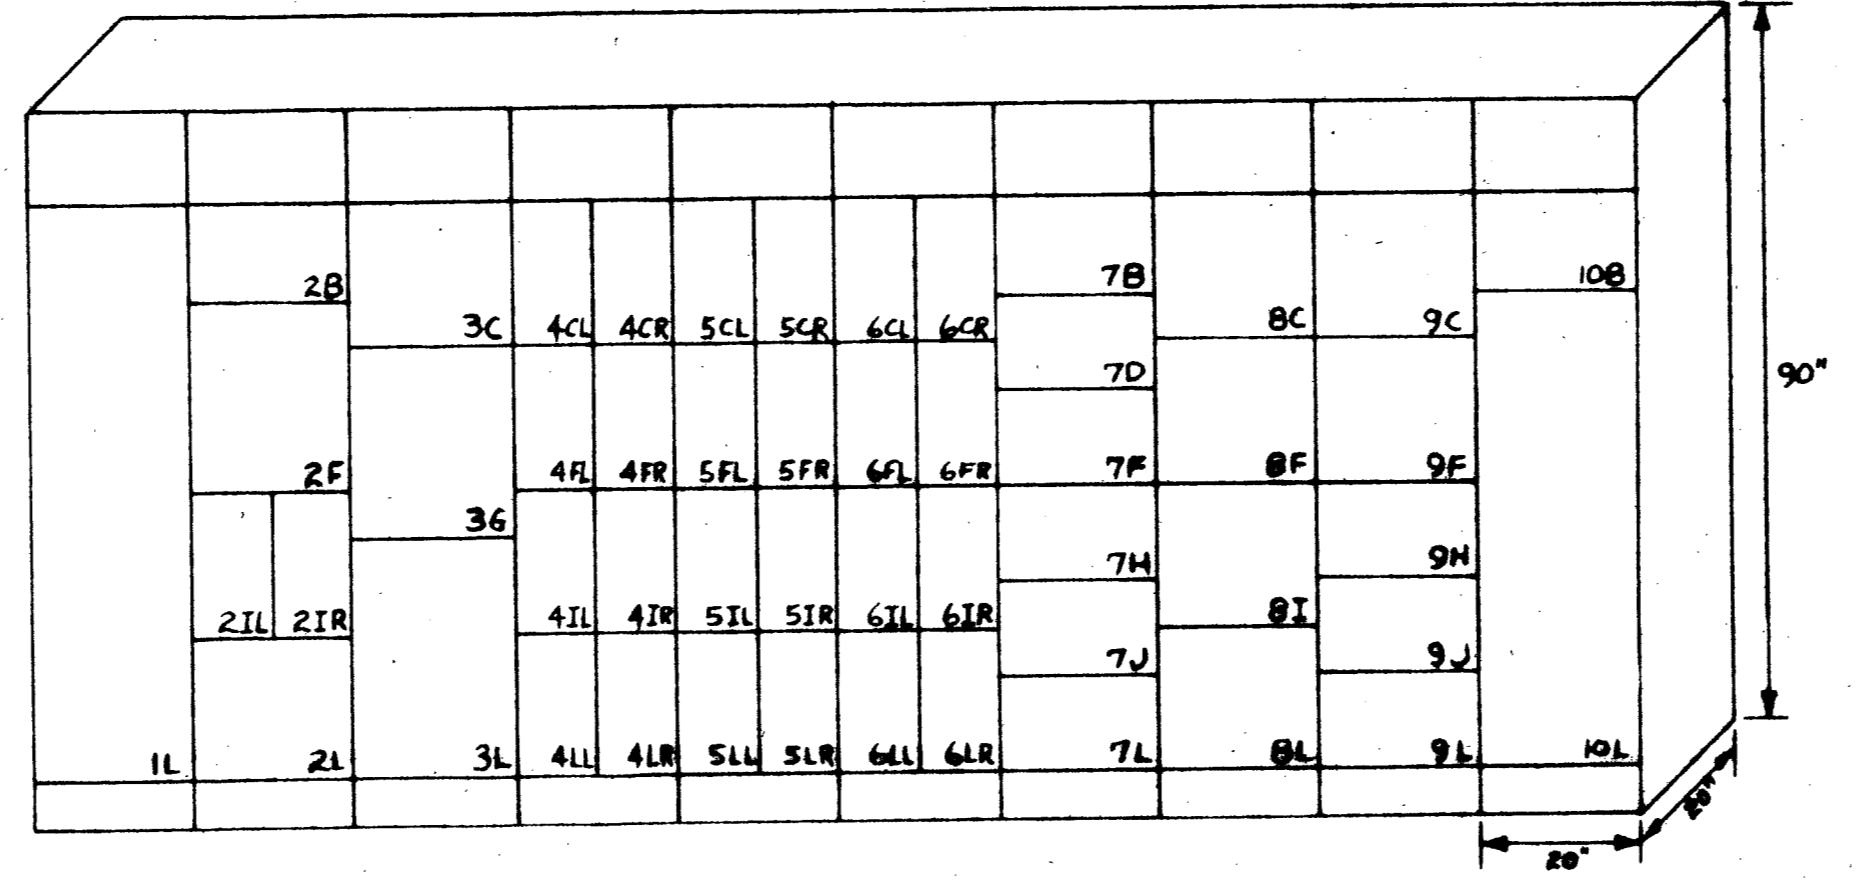 2B
7B
10B
3C 4CL 4CR 5CL 5CR 6CL 6CR
8C 9C
7D
90"
2F
4FL 4FR 5FL 5FR 6FL 6FR
7F 8F 9F
3G
7H 9H
2IL 2IR
4IL 4IR 5IL 5IR 6IL 6IR
8I
7J 9J
1L 2L 3L 4LL 4LR 5LL 5LR 6LL 6LR 7L 8L 9L 10L
20"